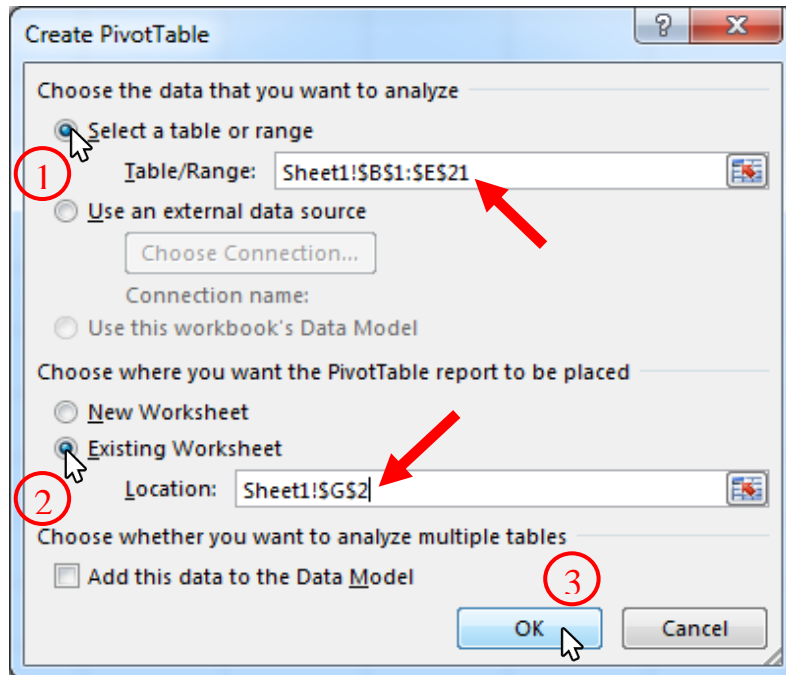 Create PivotTable
?
X
Choose the data that you want to analyze
Select a table or range
1
Table/Range: Sheet1!$B$1:$E$21
Use an external data source
Choose Connection...
Connection name:
Use this workbook's Data Model
Choose where you want the PivotTable report to be placed
New Worksheet
Existing Worksheet
2
Location: Sheet1!$G$2
Choose whether you want to analyze multiple tables
Add this data to the Data Model
3
OK Cancel